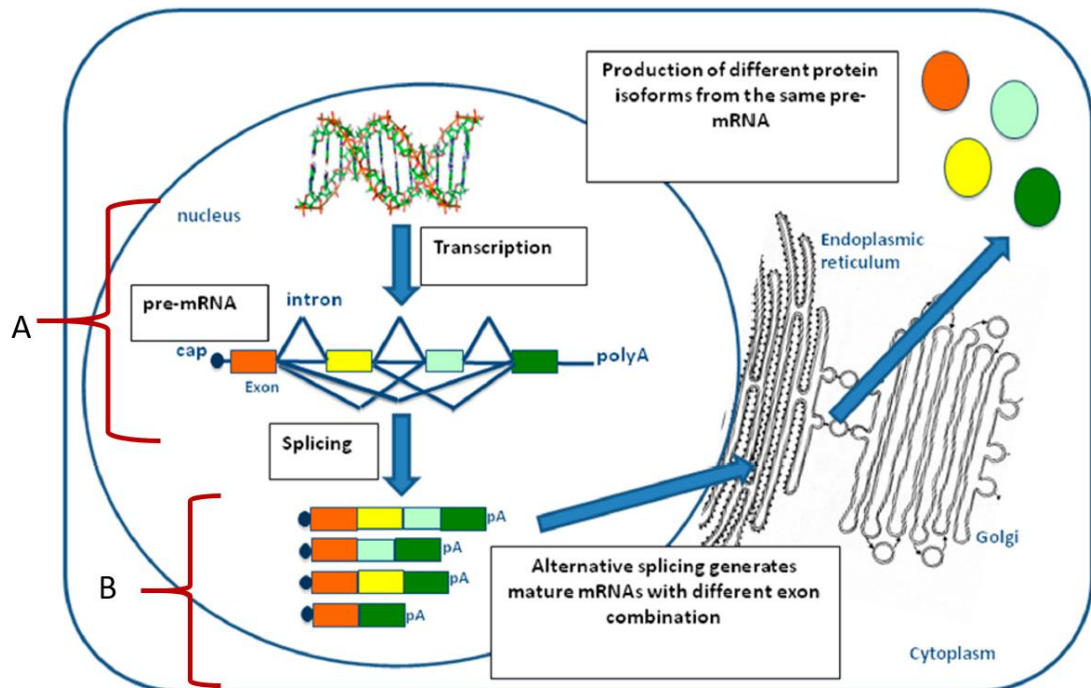 Production of different protein
isoforms from the same pre-
mRNA
nucleus
Transcription
Endoplasmic
reticulum
A
pre-mRNA
intron
cap
polyA
Exon
Splicing
pA
pA
pA
pA
B
Golgi
Alternative splicing generates
mature mRNAs with different exon
combination
Cytoplasm